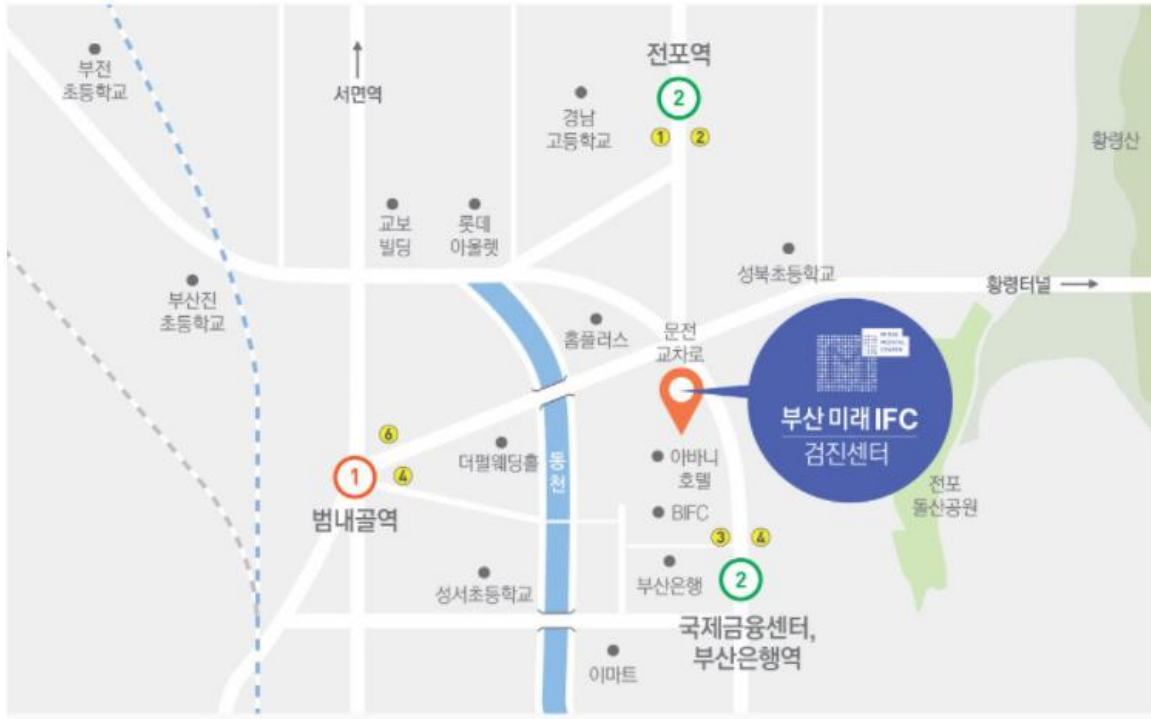 부전
초등학교
서면역
경남
고등학교
전포역
2
1
2
황령산
교보
빌딩
롯데
아울렛
성북초등학교
황령터널
부산진
초등학교
홈플러스
문전
교차로
부산 미래 IFC
검진센터
6
1
4
범내골역
더펄웨딩홀
동천
아바니
호텔
BIFC
전포
돌산공원
3
4
2
성서초등학교
부산은행
국제금융센터,
부산은행역
이마트